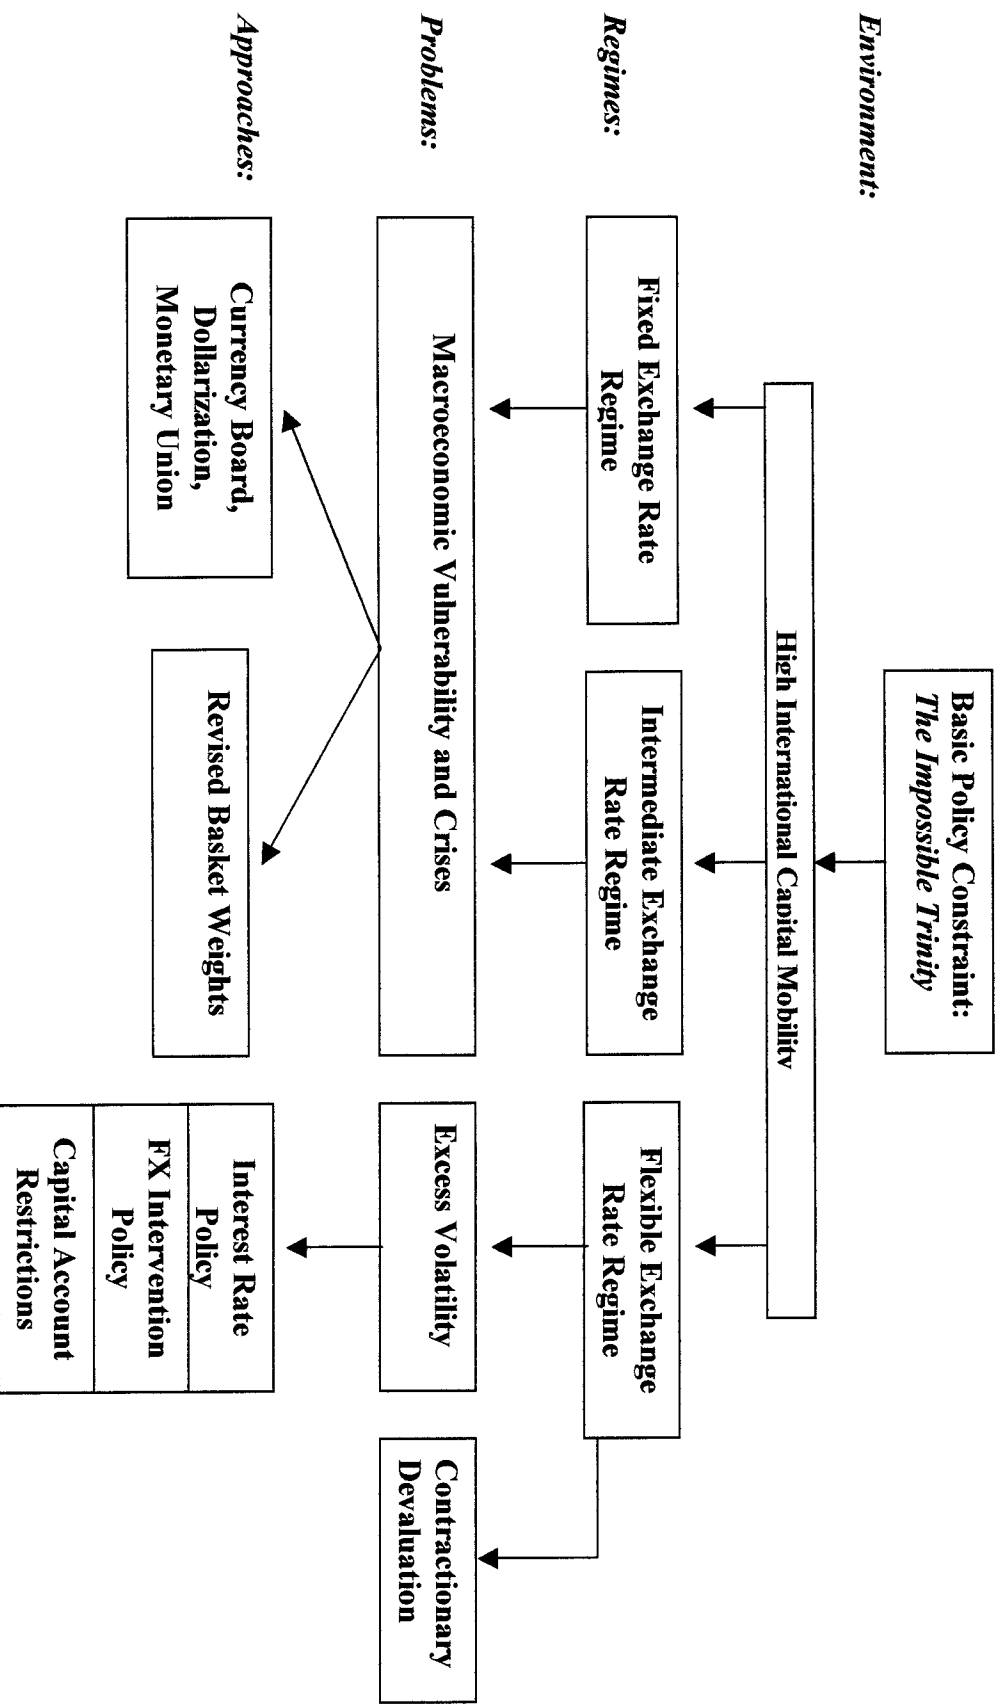 Basic Policy Constraint:
The Impossible Trinity
Environment:
High International Capital Mobility
Regimes:
Fixed Exchange Rate
Regime
Intermediate Exchange
Rate Regime
Flexible Exchange
Rate Regime
Problems:
Macroeconomic Vulnerability and Crises
Excess Volatility
Contractionary
Devaluation
Approaches:
Currency Board,
Dollarization,
Monetary Union
Revised Basket Weights
Interest Rate
Policy
FX Intervention
Policy
Capital Account
Restrictions